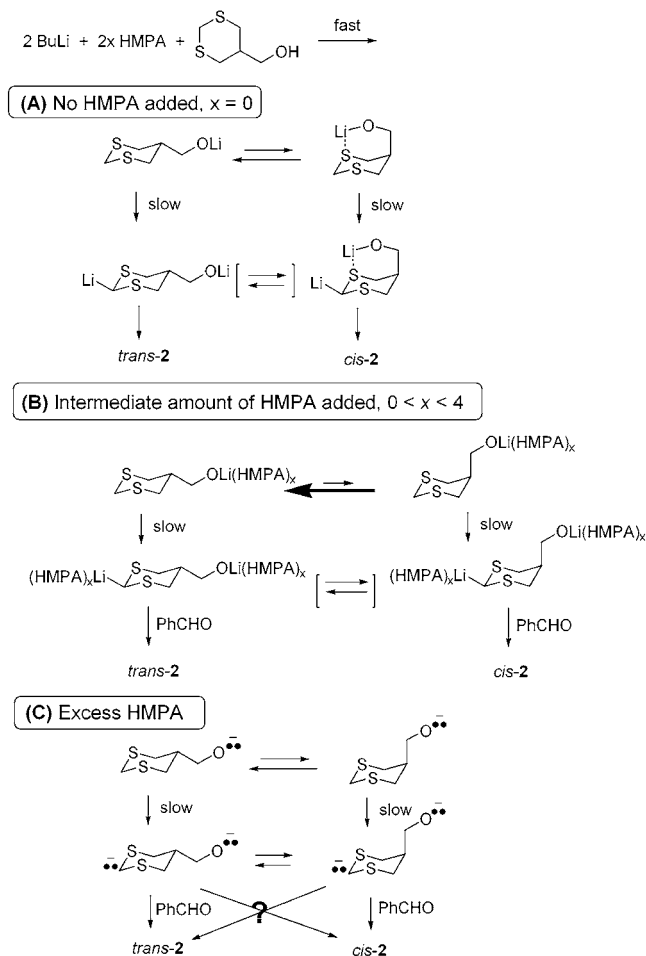 2 BuLi + 2x HMPA + S S OH fast
(A) No HMPA added, x = 0
S S OLi Li O S S
slow slow
Li S S OLi Li O Li S S
trans-2 cis-2
(B) Intermediate amount of HMPA added, 0 < x < 4
OLi(HMPA)x
S S OLi(HMPA)x S S
slow slow
OLi(HMPA)x
(HMPA)xLi S S OLi(HMPA)x (HMPA)xLi S S
PhCHO PhCHO
trans-2 cis-2
(C) Excess HMPA
S S O − S S O −
slow slow
− S S O − − S S O −
PhCHO ? PhCHO
trans-2 cis-2